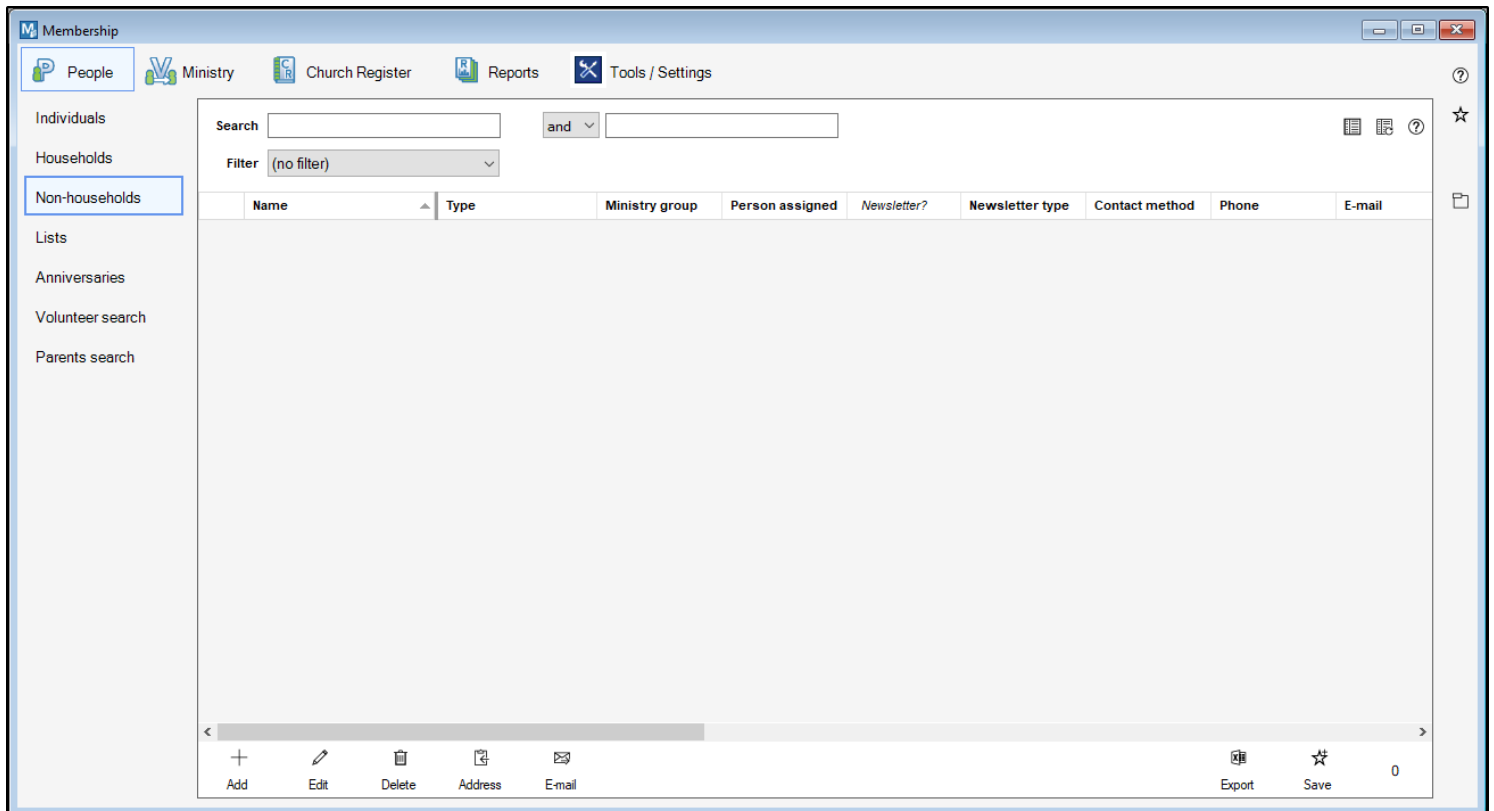 Membership
People Ministry Church Register Reports Tools / Settings
Individuals
Households
Non-households
Lists
Anniversaries
Volunteer search
Parents search
Search and
Filter (no filter)
Name Type Ministry group Person assigned Newsletter? Newsletter type Contact method Phone E-mail
Add Edit Delete Address E-mail Export Save 0